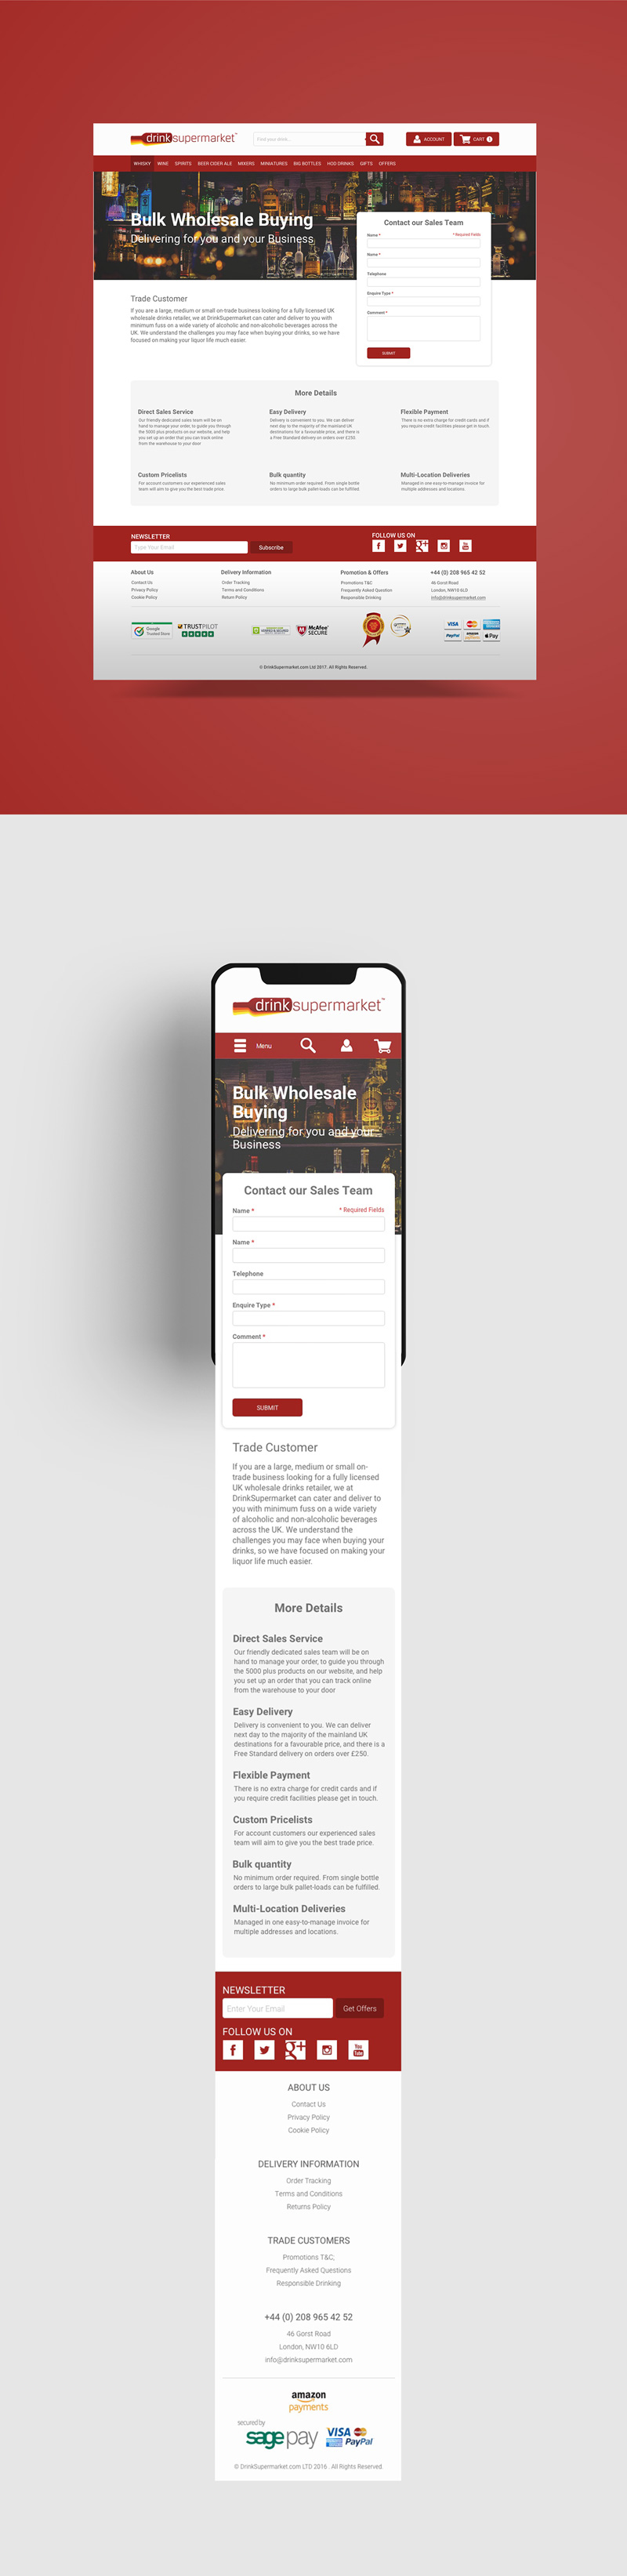 drinksupermarket™
Find your drink...
ACCOUNT
CART
WHISKY WINE SPIRITS BEER CIDER ALE MIXERS MINIATURES BIG BOTTLES HOD DRINKS GIFTS OFFERS
Bulk Wholesale Buying
Delivering for you and your Business
Contact our Sales Team
Name * * Required Fields
Name *
Telephone
Enquire Type *
Comment *
SUBMIT
Trade Customer
If you are a large, medium or small on-trade business looking for a fully licensed UK
wholesale drinks retailer, we at DrinkSupermarket can cater and deliver to you with
minimum fuss on a wide variety of alcoholic and non-alcoholic beverages across the
UK. We understand the challenges you may face when buying your drinks, so we have
focused on making your liquor life much easier.
More Details
Direct Sales Service
Our friendly dedicated sales team will be on
hand to manage your order, to guide you through
the 5000 plus products on our website, and help
you set up an order that you can track online
from the warehouse to your door
Easy Delivery
Delivery is convenient to you. We can deliver
next day to the majority of the mainland UK
destinations for a favourable price, and there is
a Free Standard delivery on orders over £250.
Flexible Payment
There is no extra charge for credit cards and if
you require credit facilities please get in touch.
Custom Pricelists
For account customers our experienced sales
team will aim to give you the best trade price.
Bulk quantity
No minimum order required. From single bottle
orders to large bulk pallet-loads can be fulfilled.
Multi-Location Deliveries
Managed in one easy-to-manage invoice for
multiple addresses and locations.
NEWSLETTER
Type Your Email
Subscribe
FOLLOW US ON
f
g+
You
Tube
About Us
Contact Us
Privacy Policy
Cookie Policy
Delivery Information
Order Tracking
Terms and Conditions
Return Policy
Promotion & Offers
Promotions T&C
Frequently Asked Question
Responsible Drinking
+44 (0) 208 965 42 52
46 Gorst Road
London, NW10 6LD
info@drinksupermarket.com
Google
Trusted Store
TRUSTPILOT
McAfee
SECURE
VISA
PayPal
amazon
Pay
© DrinkSupermarket.com Ltd 2017. All Rights Reserved.
drinksupermarket™
Menu
Bulk Wholesale
Buying
Delivering for you and your
Business
Contact our Sales Team
Name * * Required Fields
Name *
Telephone
Enquire Type *
Comment *
SUBMIT
Trade Customer
If you are a large, medium or small on-
trade business looking for a fully licensed
UK wholesale drinks retailer, we at
DrinkSupermarket can cater and deliver to
you with minimum fuss on a wide variety
of alcoholic and non-alcoholic beverages
across the UK. We understand the
challenges you may face when buying your
drinks, so we have focused on making your
liquor life much easier.
More Details
Direct Sales Service
Our friendly dedicated sales team will be on
hand to manage your order, to guide you through
the 5000 plus products on our website, and help
you set up an order that you can track online
from the warehouse to your door
Easy Delivery
Delivery is convenient to you. We can deliver
next day to the majority of the mainland UK
destinations for a favourable price, and there is a
Free Standard delivery on orders over £250.
Flexible Payment
There is no extra charge for credit cards and if
you require credit facilities please get in touch.
Custom Pricelists
For account customers our experienced sales
team will aim to give you the best trade price.
Bulk quantity
No minimum order required. From single bottle
orders to large bulk pallet-loads can be fulfilled.
Multi-Location Deliveries
Managed in one easy-to-manage invoice for
multiple addresses and locations.
NEWSLETTER
Enter Your Email
Get Offers
FOLLOW US ON
f
g+
You
Tube
ABOUT US
Contact Us
Privacy Policy
Cookie Policy
DELIVERY INFORMATION
Order Tracking
Terms and Conditions
Returns Policy
TRADE CUSTOMERS
Promotions T&C,
Frequently Asked Questions
Responsible Drinking
+44 (0) 208 965 42 52
46 Gorst Road
London, NW10 6LD
info@drinksupermarket.com
amazon
payments
secured by
sage pay
VISA
PayPal
© DrinkSupermarket.com LTD 2016 . All Rights Reserved.